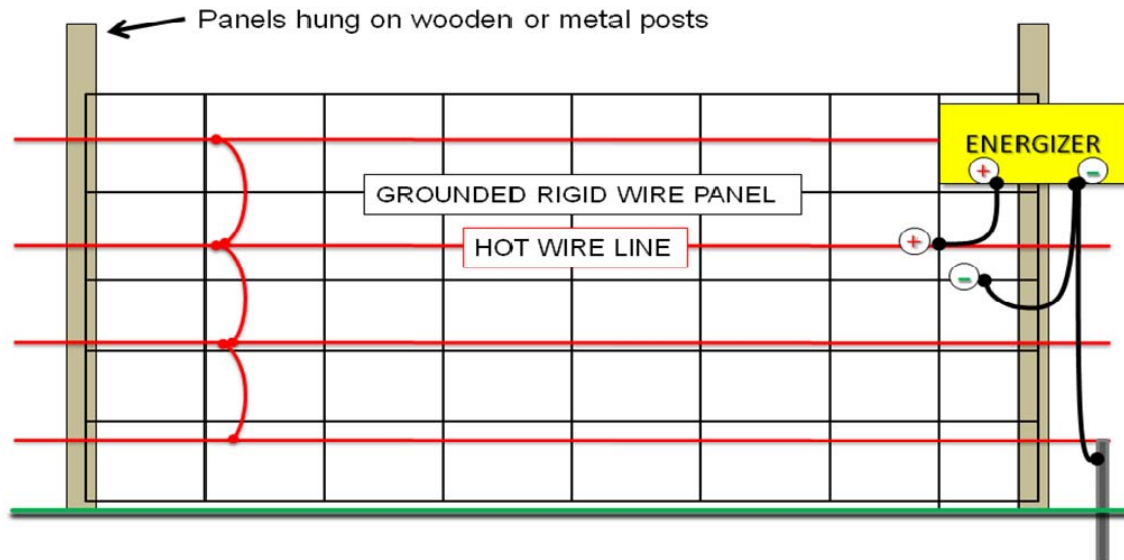 Panels hung on wooden or metal posts
ENERGIZER
+ -
GROUNDED RIGID WIRE PANEL
HOT WIRE LINE
+
-